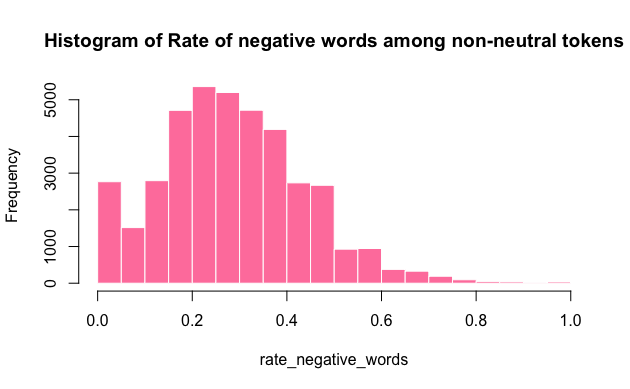 Histogram of Rate of negative words among non-neutral tokens
Frequency
5000
3000
1000
0
0.0 0.2 0.4 0.6 0.8 1.0
rate_negative_words